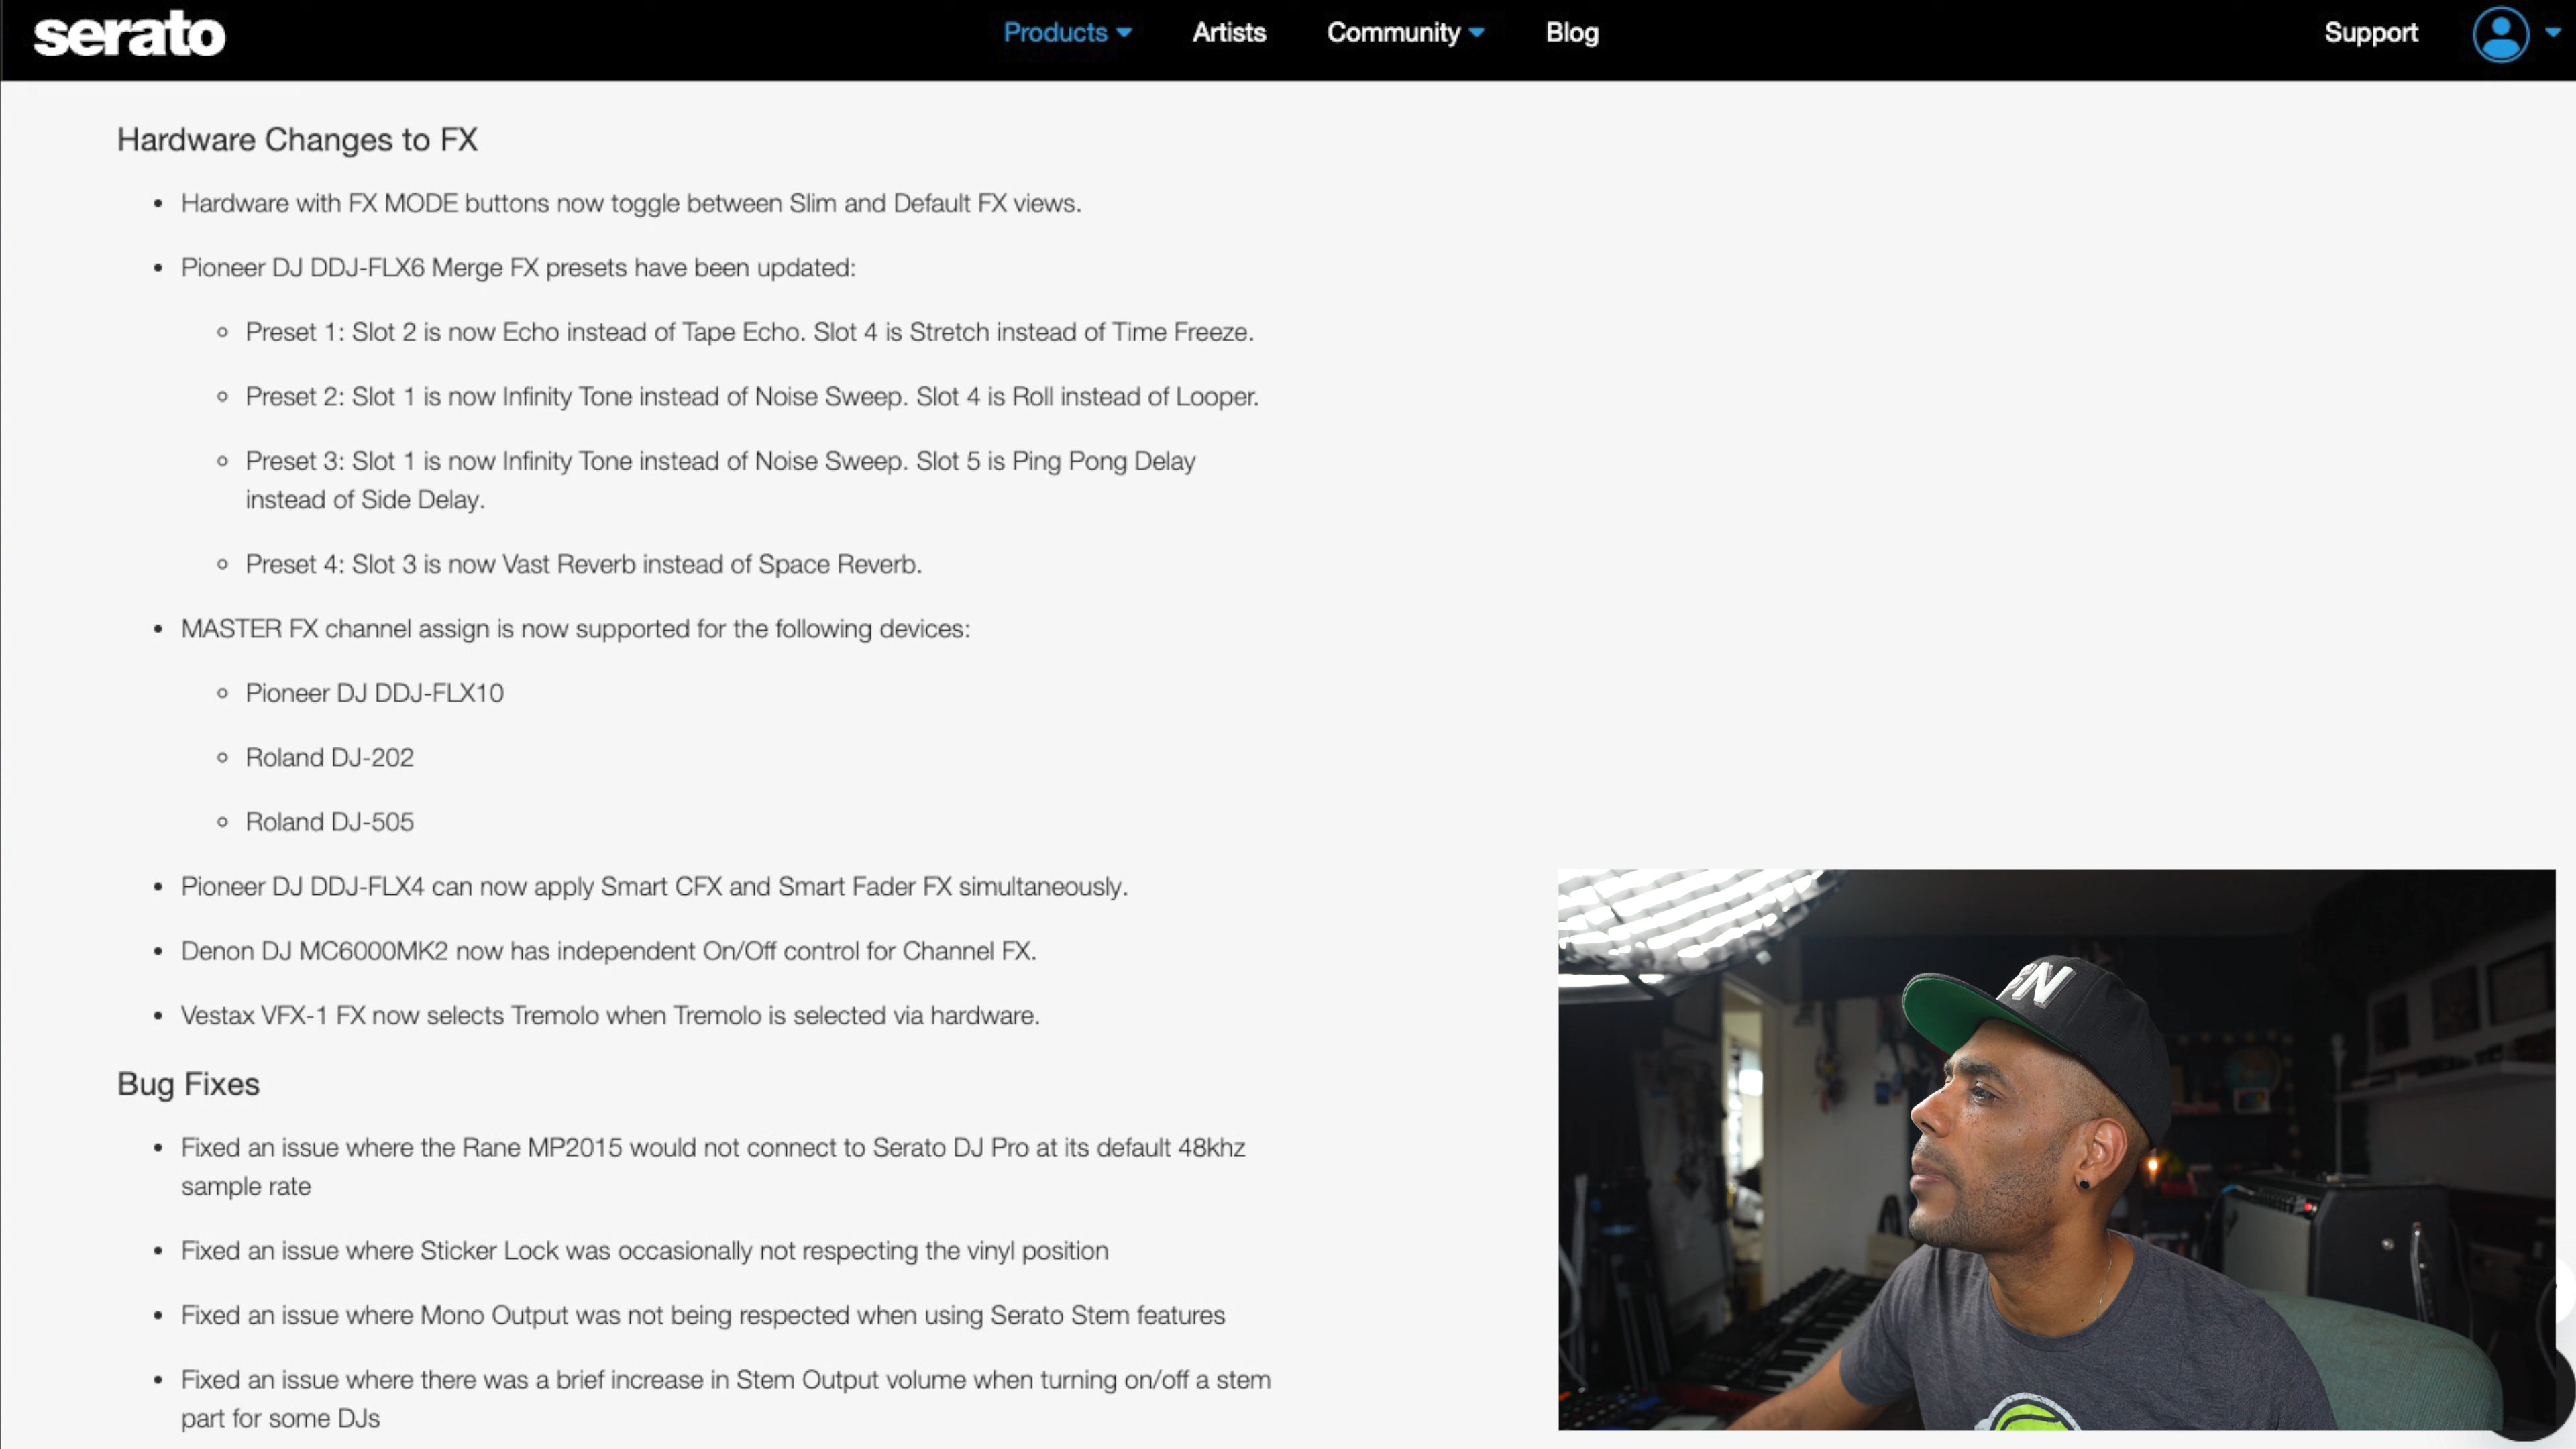 serato
Products
Artists
Community
Blog
Support
Hardware Changes to FX
Hardware with FX MODE buttons now toggle between Slim and Default FX views.
Pioneer DJ DDJ-FLX6 Merge FX presets have been updated:
Preset 1: Slot 2 is now Echo instead of Tape Echo. Slot 4 is Stretch instead of Time Freeze.
Preset 2: Slot 1 is now Infinity Tone instead of Noise Sweep. Slot 4 is Roll instead of Looper.
Preset 3: Slot 1 is now Infinity Tone instead of Noise Sweep. Slot 5 is Ping Pong Delay
instead of Side Delay.
Preset 4: Slot 3 is now Vast Reverb instead of Space Reverb.
MASTER FX channel assign is now supported for the following devices:
Pioneer DJ DDJ-FLX10
Roland DJ-202
Roland DJ-505
Pioneer DJ DDJ-FLX4 can now apply Smart CFX and Smart Fader FX simultaneously.
Denon DJ MC6000MK2 now has independent On/Off control for Channel FX.
Vestax VFX-1 FX now selects Tremolo when Tremolo is selected via hardware.
Bug Fixes
Fixed an issue where the Rane MP2015 would not connect to Serato DJ Pro at its default 48khz
sample rate
Fixed an issue where Sticker Lock was occasionally not respecting the vinyl position
Fixed an issue where Mono Output was not being respected when using Serato Stem features
Fixed an issue where there was a brief increase in Stem Output volume when turning on/off a stem
part for some DJs
FN